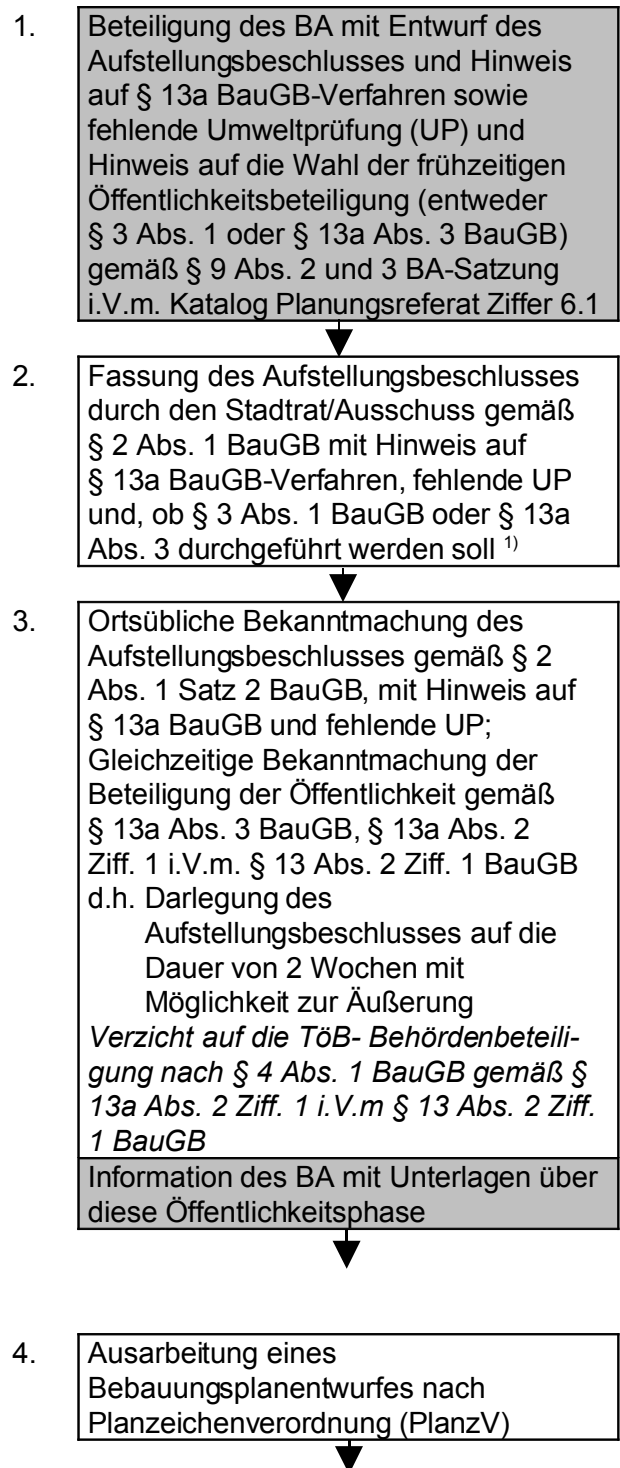 1. Beteiligung des BA mit Entwurf des
Aufstellungsbeschlusses und Hinweis
auf § 13a BauGB-Verfahren sowie
fehlende Umweltprüfung (UP) und
Hinweis auf die Wahl der frühzeitigen
Öffentlichkeitsbeteiligung (entweder
§ 3 Abs. 1 oder § 13a Abs. 3 BauGB)
gemäß § 9 Abs. 2 und 3 BA-Satzung
i.V.m. Katalog Planungsreferat Ziffer 6.1
2. Fassung des Aufstellungsbeschlusses
durch den Stadtrat/Ausschuss gemäß
§ 2 Abs. 1 BauGB mit Hinweis auf
§ 13a BauGB-Verfahren, fehlende UP
und, ob § 3 Abs. 1 BauGB oder § 13a
Abs. 3 durchgeführt werden soll 1)
3. Ortsübliche Bekanntmachung des
Aufstellungsbeschlusses gemäß § 2
Abs. 1 Satz 2 BauGB, mit Hinweis auf
§ 13a BauGB und fehlende UP;
Gleichzeitige Bekanntmachung der
Beteiligung der Öffentlichkeit gemäß
§ 13a Abs. 3 BauGB, § 13a Abs. 2
Ziff. 1 i.V.m. § 13 Abs. 2 Ziff. 1 BauGB
d.h. Darlegung des
Aufstellungsbeschlusses auf die
Dauer von 2 Wochen mit
Möglichkeit zur Äußerung
Verzicht auf die TöB- Behördenbeteili-
gung nach § 4 Abs. 1 BauGB gemäß §
13a Abs. 2 Ziff. 1 i.V.m § 13 Abs. 2 Ziff.
1 BauGB
Information des BA mit Unterlagen über
diese Öffentlichkeitsphase
4. Ausarbeitung eines
Bebauungsplanentwurfes nach
Planzeichenverordnung (PlanzV)